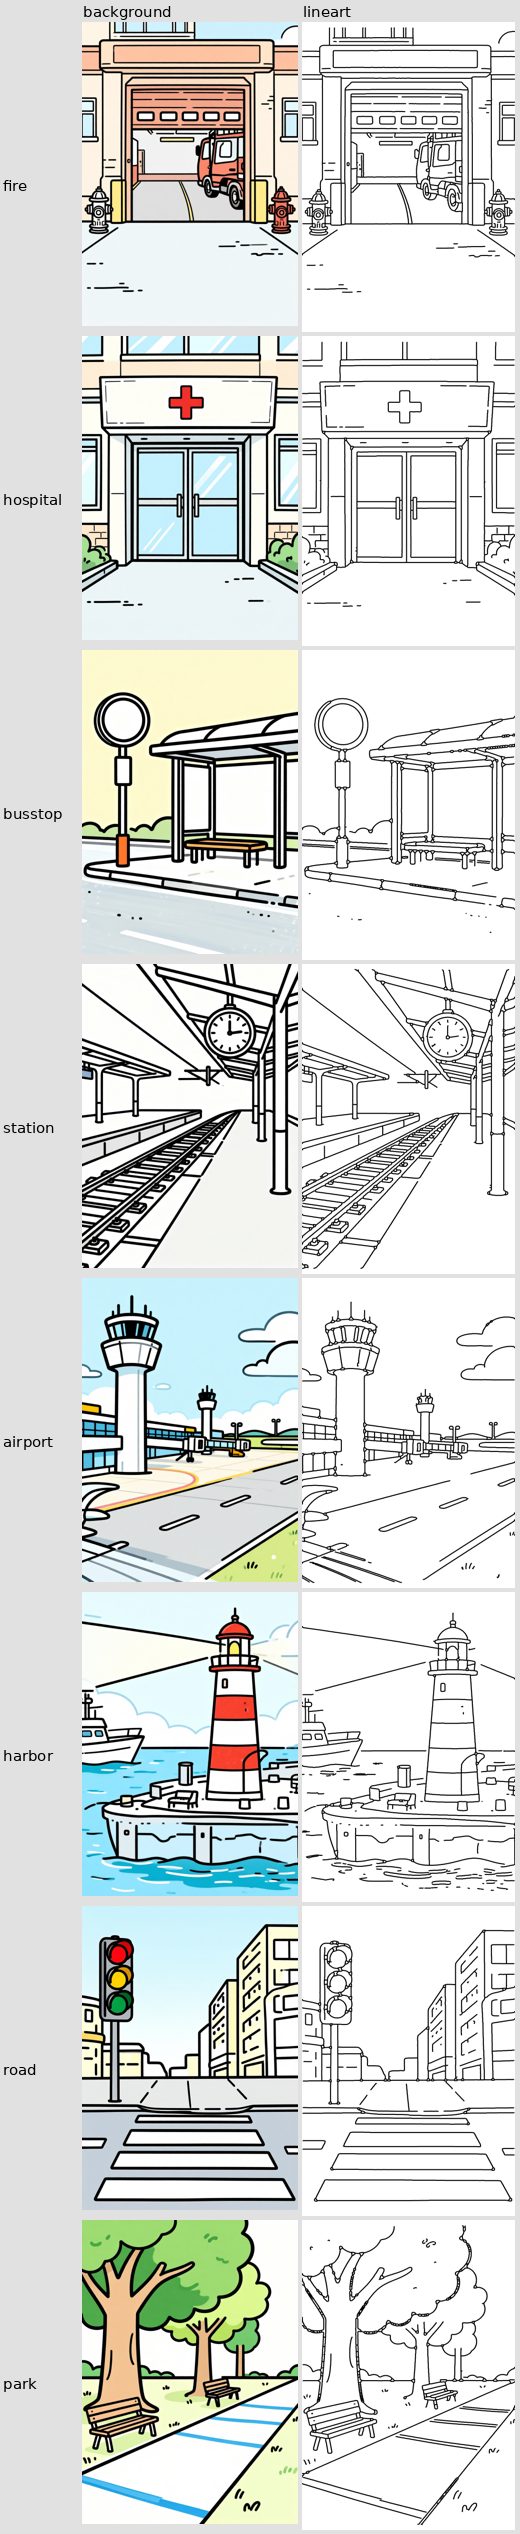 background lineart
fire
hospital
busstop
station
airport
harbor
road
park